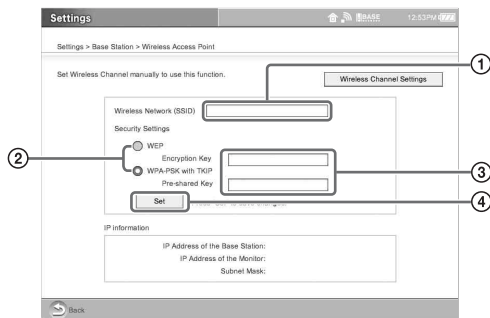 Settings
BASE
12:53PM
Settings > Base Station > Wireless Access Point
Set Wireless Channel manually to use this function.
Wireless Channel Settings
1
Wireless Network (SSID)
Security Settings
WEP
2
Encryption Key
WPA-PSK with TKIP
3
Pre-shared Key
Set
4
IP information
IP Address of the Base Station:
IP Address of the Monitor:
Subnet Mask:
Back